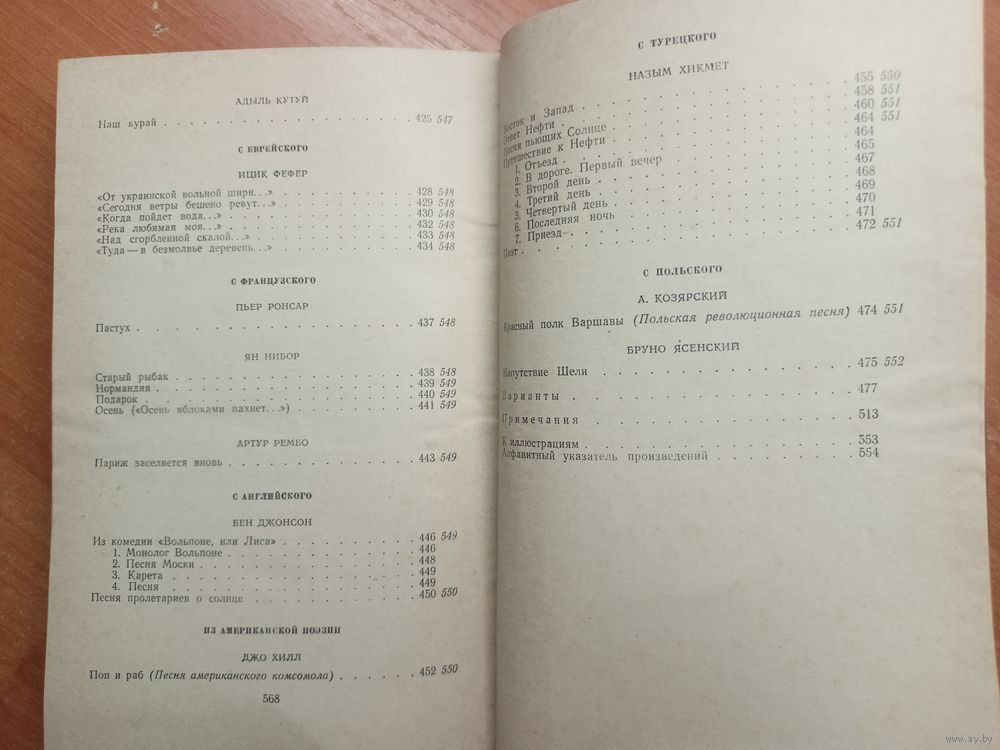 АДЫЛЬ КУТУЙ
Наш курай . . . . . . . . . . . . . . . . . 425 547
С ЕВРЕЙСКОГО
ИЦИК ФЕФЕР
«От украинской вольной шири. . .» . . . . . . . . 428 548
«Сегодня ветры бешено ревут. . .» . . . . . . . . 429 548
«Когда пойдет вода. . .» . . . . . . . . . . . 430 548
«Река любимая моя. . .» . . . . . . . . . . . 432 548
«Над сгорбленной скалой. . .» . . . . . . . . . 433 548
«Туда — в безмолвье деревень. . .» . . . . . . . 434 548
С ФРАНЦУЗСКОГО
ПЬЕР РОНСАР
Пастух . . . . . . . . . . . . . . . . . . 437 548
ЯН НИБОР
Старый рыбак . . . . . . . . . . . . . . . 438 548
Нормандия . . . . . . . . . . . . . . . . 439 549
Подарок . . . . . . . . . . . . . . . . . 440 549
Осень («Осень яблоками пахнет. . .») . . . . . . . 441 549
АРТУР РЕМБО
Париж заселяется вновь . . . . . . . . . . . . 443 549
С АНГЛИЙСКОГО
БЕН ДЖОНСОН
Из комедии «Вольпоне, или Лиса» . . . . . . . . 446 549
1. Монолог Вольпоне . . . . . . . . . . . . 446
2. Песня Моски . . . . . . . . . . . . . . 448
3. Карета . . . . . . . . . . . . . . . . 449
4. Песня . . . . . . . . . . . . . . . . 449
Песня пролетариев о солнце . . . . . . . . . . 450 550
ИЗ АМЕРИКАНСКОЙ ПОЭЗИИ
ДЖО ХИЛЛ
Поп и раб (Песня американского комсомола) . . . . . 452 550
568
С ТУРЕЦКОГО
НАЗЫМ ХИКМЕТ
Восток и Запад . . . . . . . . . . . . . . 455 550
Ответ Нефти . . . . . . . . . . . . . . . 458 551
Песня пьющих Солнце . . . . . . . . . . . . 460 551
Путешествие к Нефти . . . . . . . . . . . . 464 551
1. Отъезд . . . . . . . . . . . . . . . . 464
2. В дороге. Первый вечер . . . . . . . . . . 465
3. Второй день . . . . . . . . . . . . . . 467
4. Третий день . . . . . . . . . . . . . . 468
5. Четвертый день . . . . . . . . . . . . . 469
6. Последняя ночь . . . . . . . . . . . . . 470
7. Приезд . . . . . . . . . . . . . . . . 471
Поэт . . . . . . . . . . . . . . . . . . 472 551
С ПОЛЬСКОГО
А. КОЗЯРСКИЙ
Красный полк Варшавы (Польская революционная песня) 474 551
БРУНО ЯСЕНСКИЙ
Напутствие Шели . . . . . . . . . . . . . . 475 552
Варианты . . . . . . . . . . . . . . . . 477
Примечания . . . . . . . . . . . . . . . 513
К иллюстрациям . . . . . . . . . . . . . . 553
Алфавитный указатель произведений . . . . . . . . 554
www.ay.by